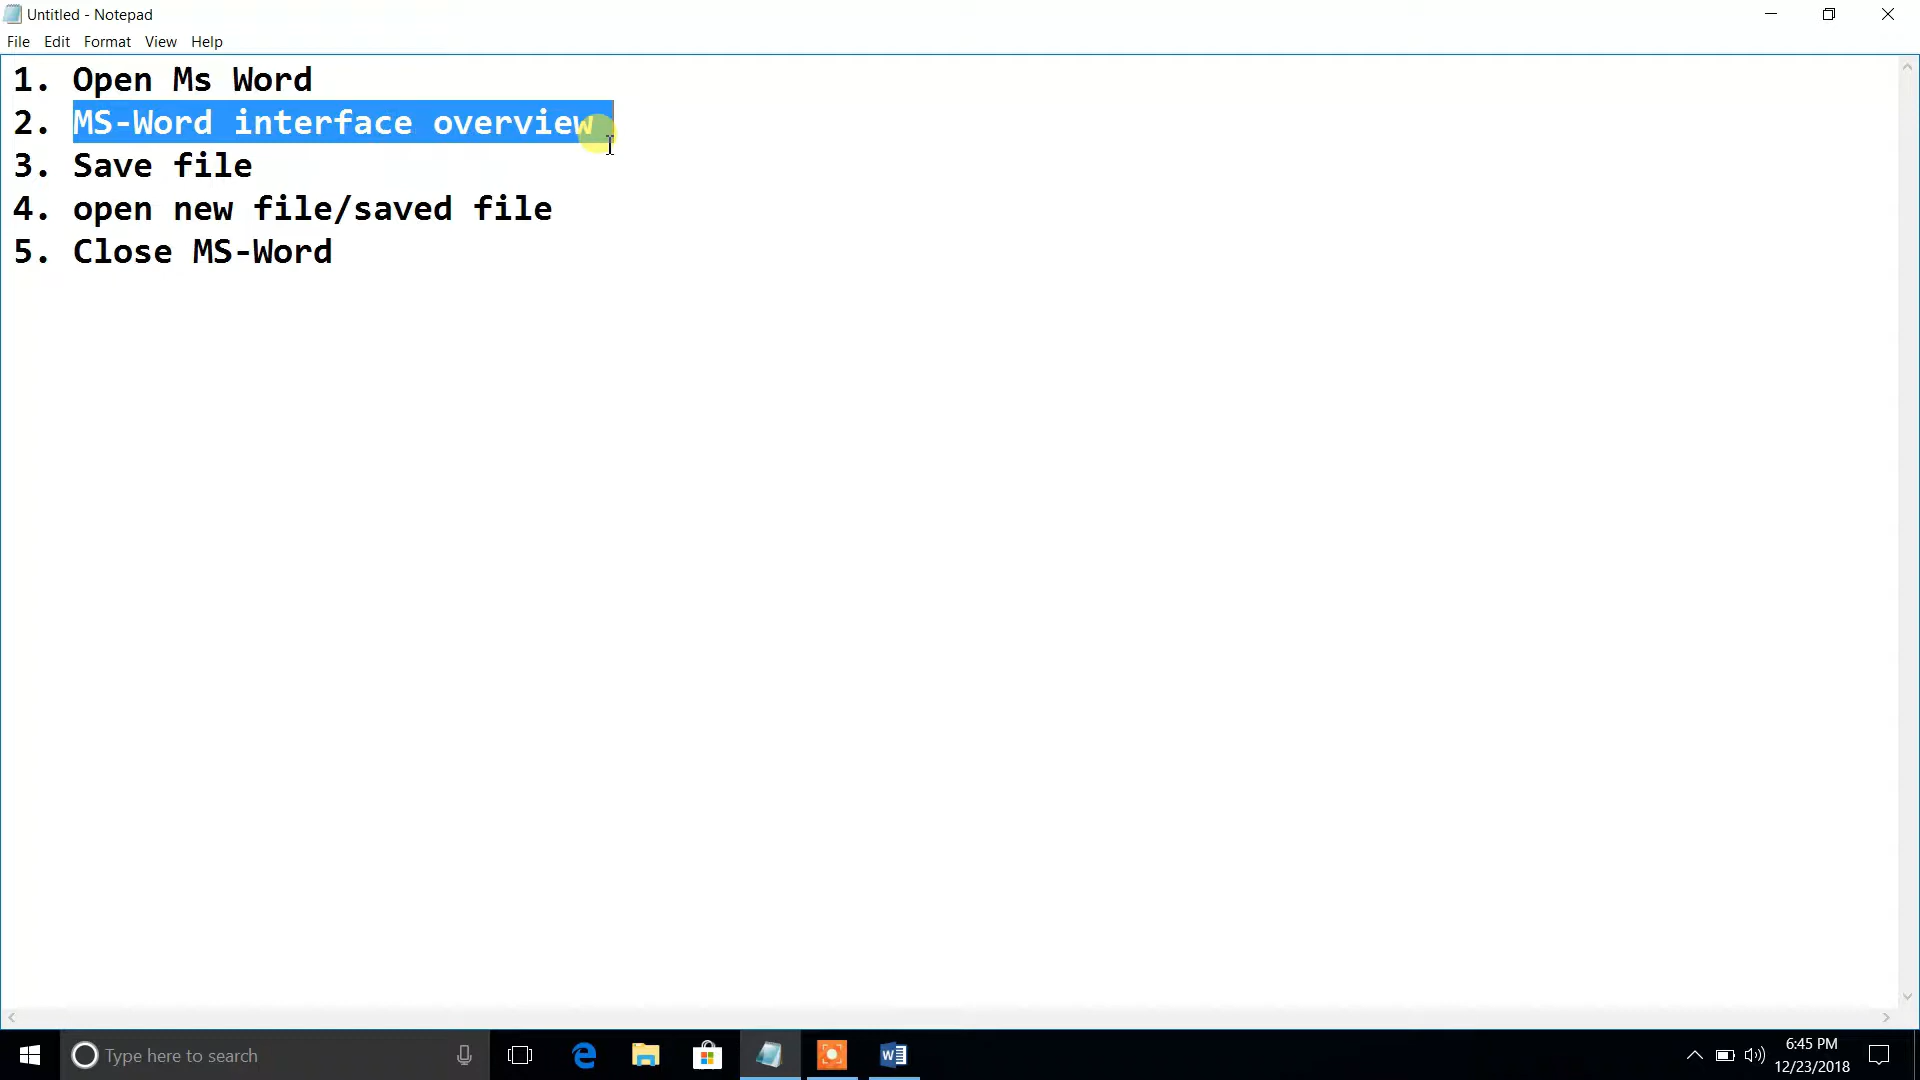 Untitled - Notepad
File Edit Format View Help
1. Open Ms Word
2. MS-Word interface overview
3. Save file
4. open new file/saved file
5. Close MS-Word
Type here to search
6:45 PM
12/23/2018